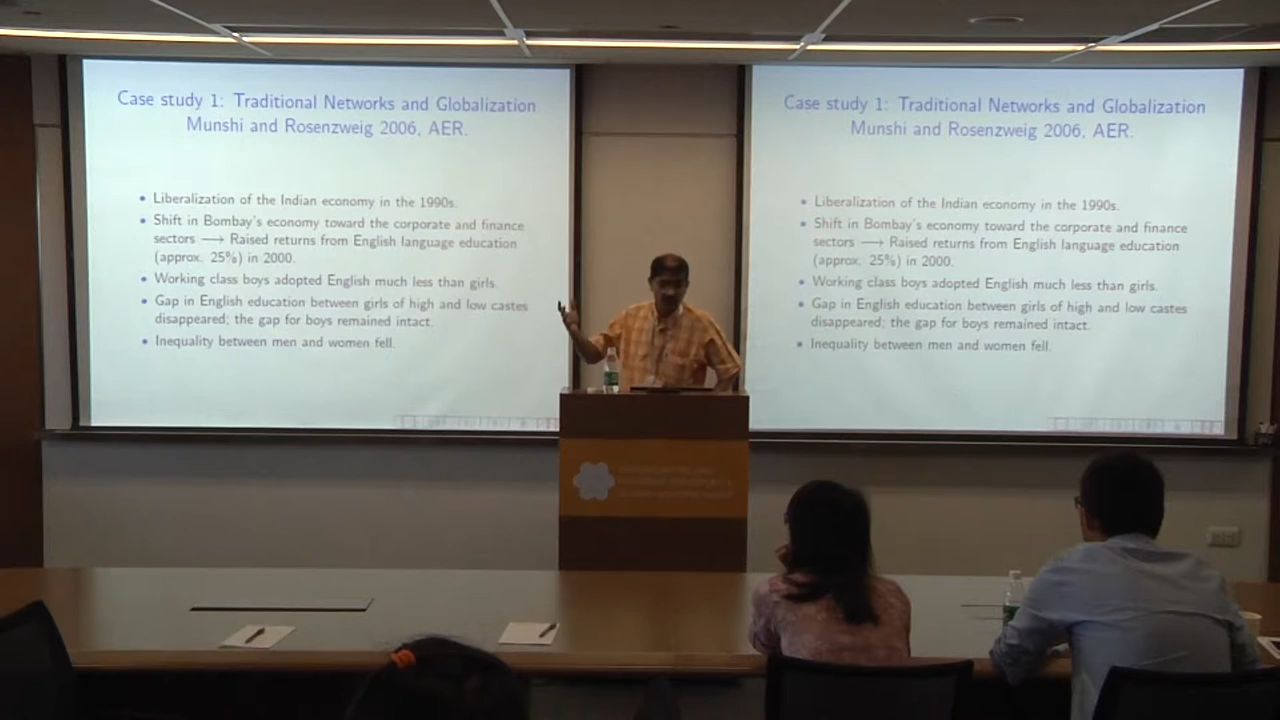 Case study 1: Traditional Networks and Globalization
Munshi and Rosenzweig 2006, AER.
• Liberalization of the Indian economy in the 1990s.
• Shift in Bombay's economy toward the corporate and finance
sectors ⟶ Raised returns from English language education
(approx. 25%) in 2000.
• Working class boys adopted English much less than girls.
• Gap in English education between girls of high and low castes
disappeared; the gap for boys remained intact.
• Inequality between men and women fell.
Case study 1: Traditional Networks and Globalization
Munshi and Rosenzweig 2006, AER.
• Liberalization of the Indian economy in the 1990s.
• Shift in Bombay's economy toward the corporate and finance
sectors ⟶ Raised returns from English language education
(approx. 25%) in 2000.
• Working class boys adopted English much less than girls.
• Gap in English education between girls of high and low castes
disappeared; the gap for boys remained intact.
• Inequality between men and women fell.